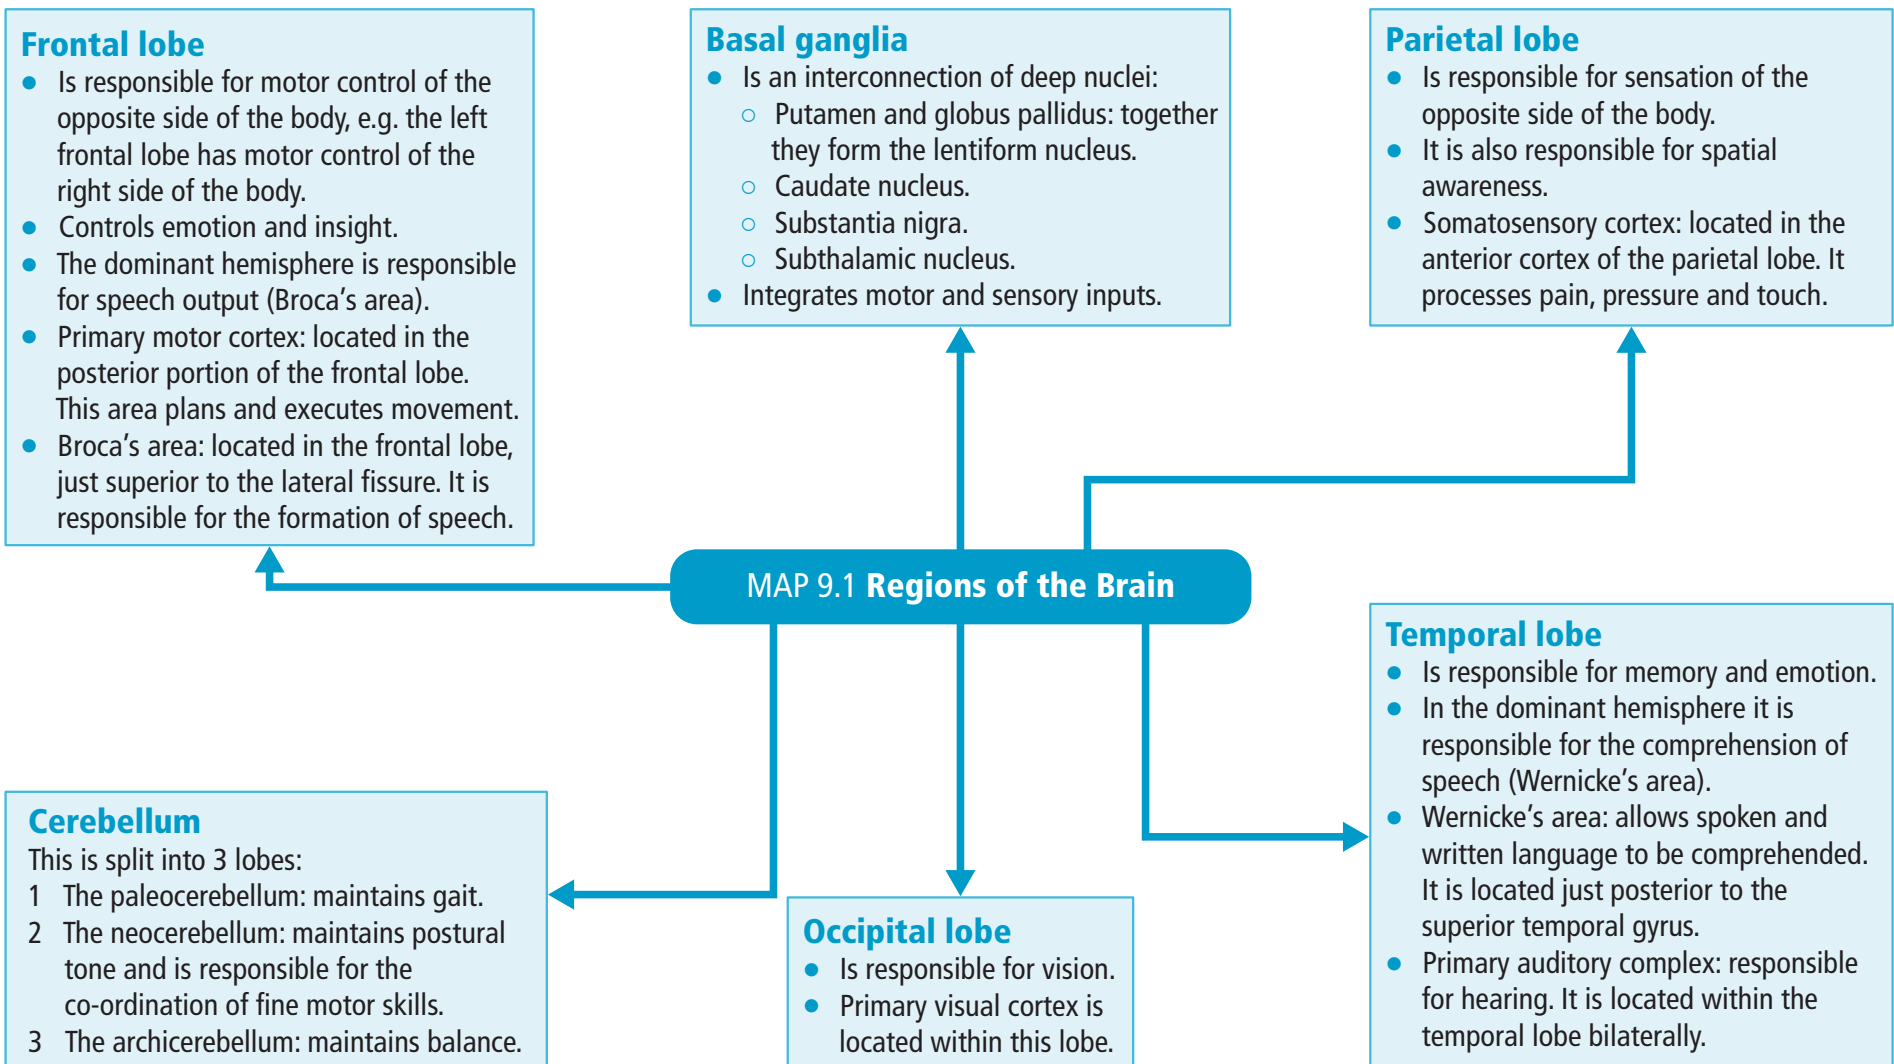 Frontal lobe
● Is responsible for motor control of the
opposite side of the body, e.g. the left
frontal lobe has motor control of the
right side of the body.
● Controls emotion and insight.
● The dominant hemisphere is responsible
for speech output (Broca’s area).
● Primary motor cortex: located in the
posterior portion of the frontal lobe.
This area plans and executes movement.
● Broca’s area: located in the frontal lobe,
just superior to the lateral fissure. It is
responsible for the formation of speech.
Basal ganglia
● Is an interconnection of deep nuclei:
○ Putamen and globus pallidus: together
they form the lentiform nucleus.
○ Caudate nucleus.
○ Substantia nigra.
○ Subthalamic nucleus.
● Integrates motor and sensory inputs.
Parietal lobe
● Is responsible for sensation of the
opposite side of the body.
● It is also responsible for spatial
awareness.
● Somatosensory cortex: located in the
anterior cortex of the parietal lobe. It
processes pain, pressure and touch.
MAP 9.1 Regions of the Brain
Cerebellum
This is split into 3 lobes:
1 The paleocerebellum: maintains gait.
2 The neocerebellum: maintains postural
tone and is responsible for the
co-ordination of fine motor skills.
3 The archicerebellum: maintains balance.
Occipital lobe
● Is responsible for vision.
● Primary visual cortex is
located within this lobe.
Temporal lobe
● Is responsible for memory and emotion.
● In the dominant hemisphere it is
responsible for the comprehension of
speech (Wernicke’s area).
● Wernicke’s area: allows spoken and
written language to be comprehended.
It is located just posterior to the
superior temporal gyrus.
● Primary auditory complex: responsible
for hearing. It is located within the
temporal lobe bilaterally.